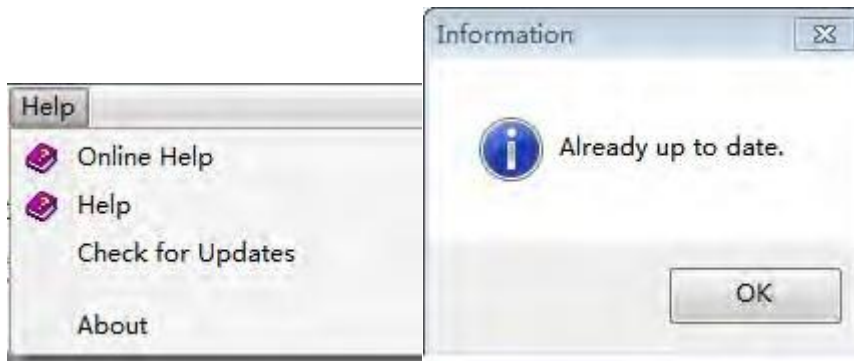 Help
Online Help
Help
Check for Updates
About
Information
Already up to date.
OK